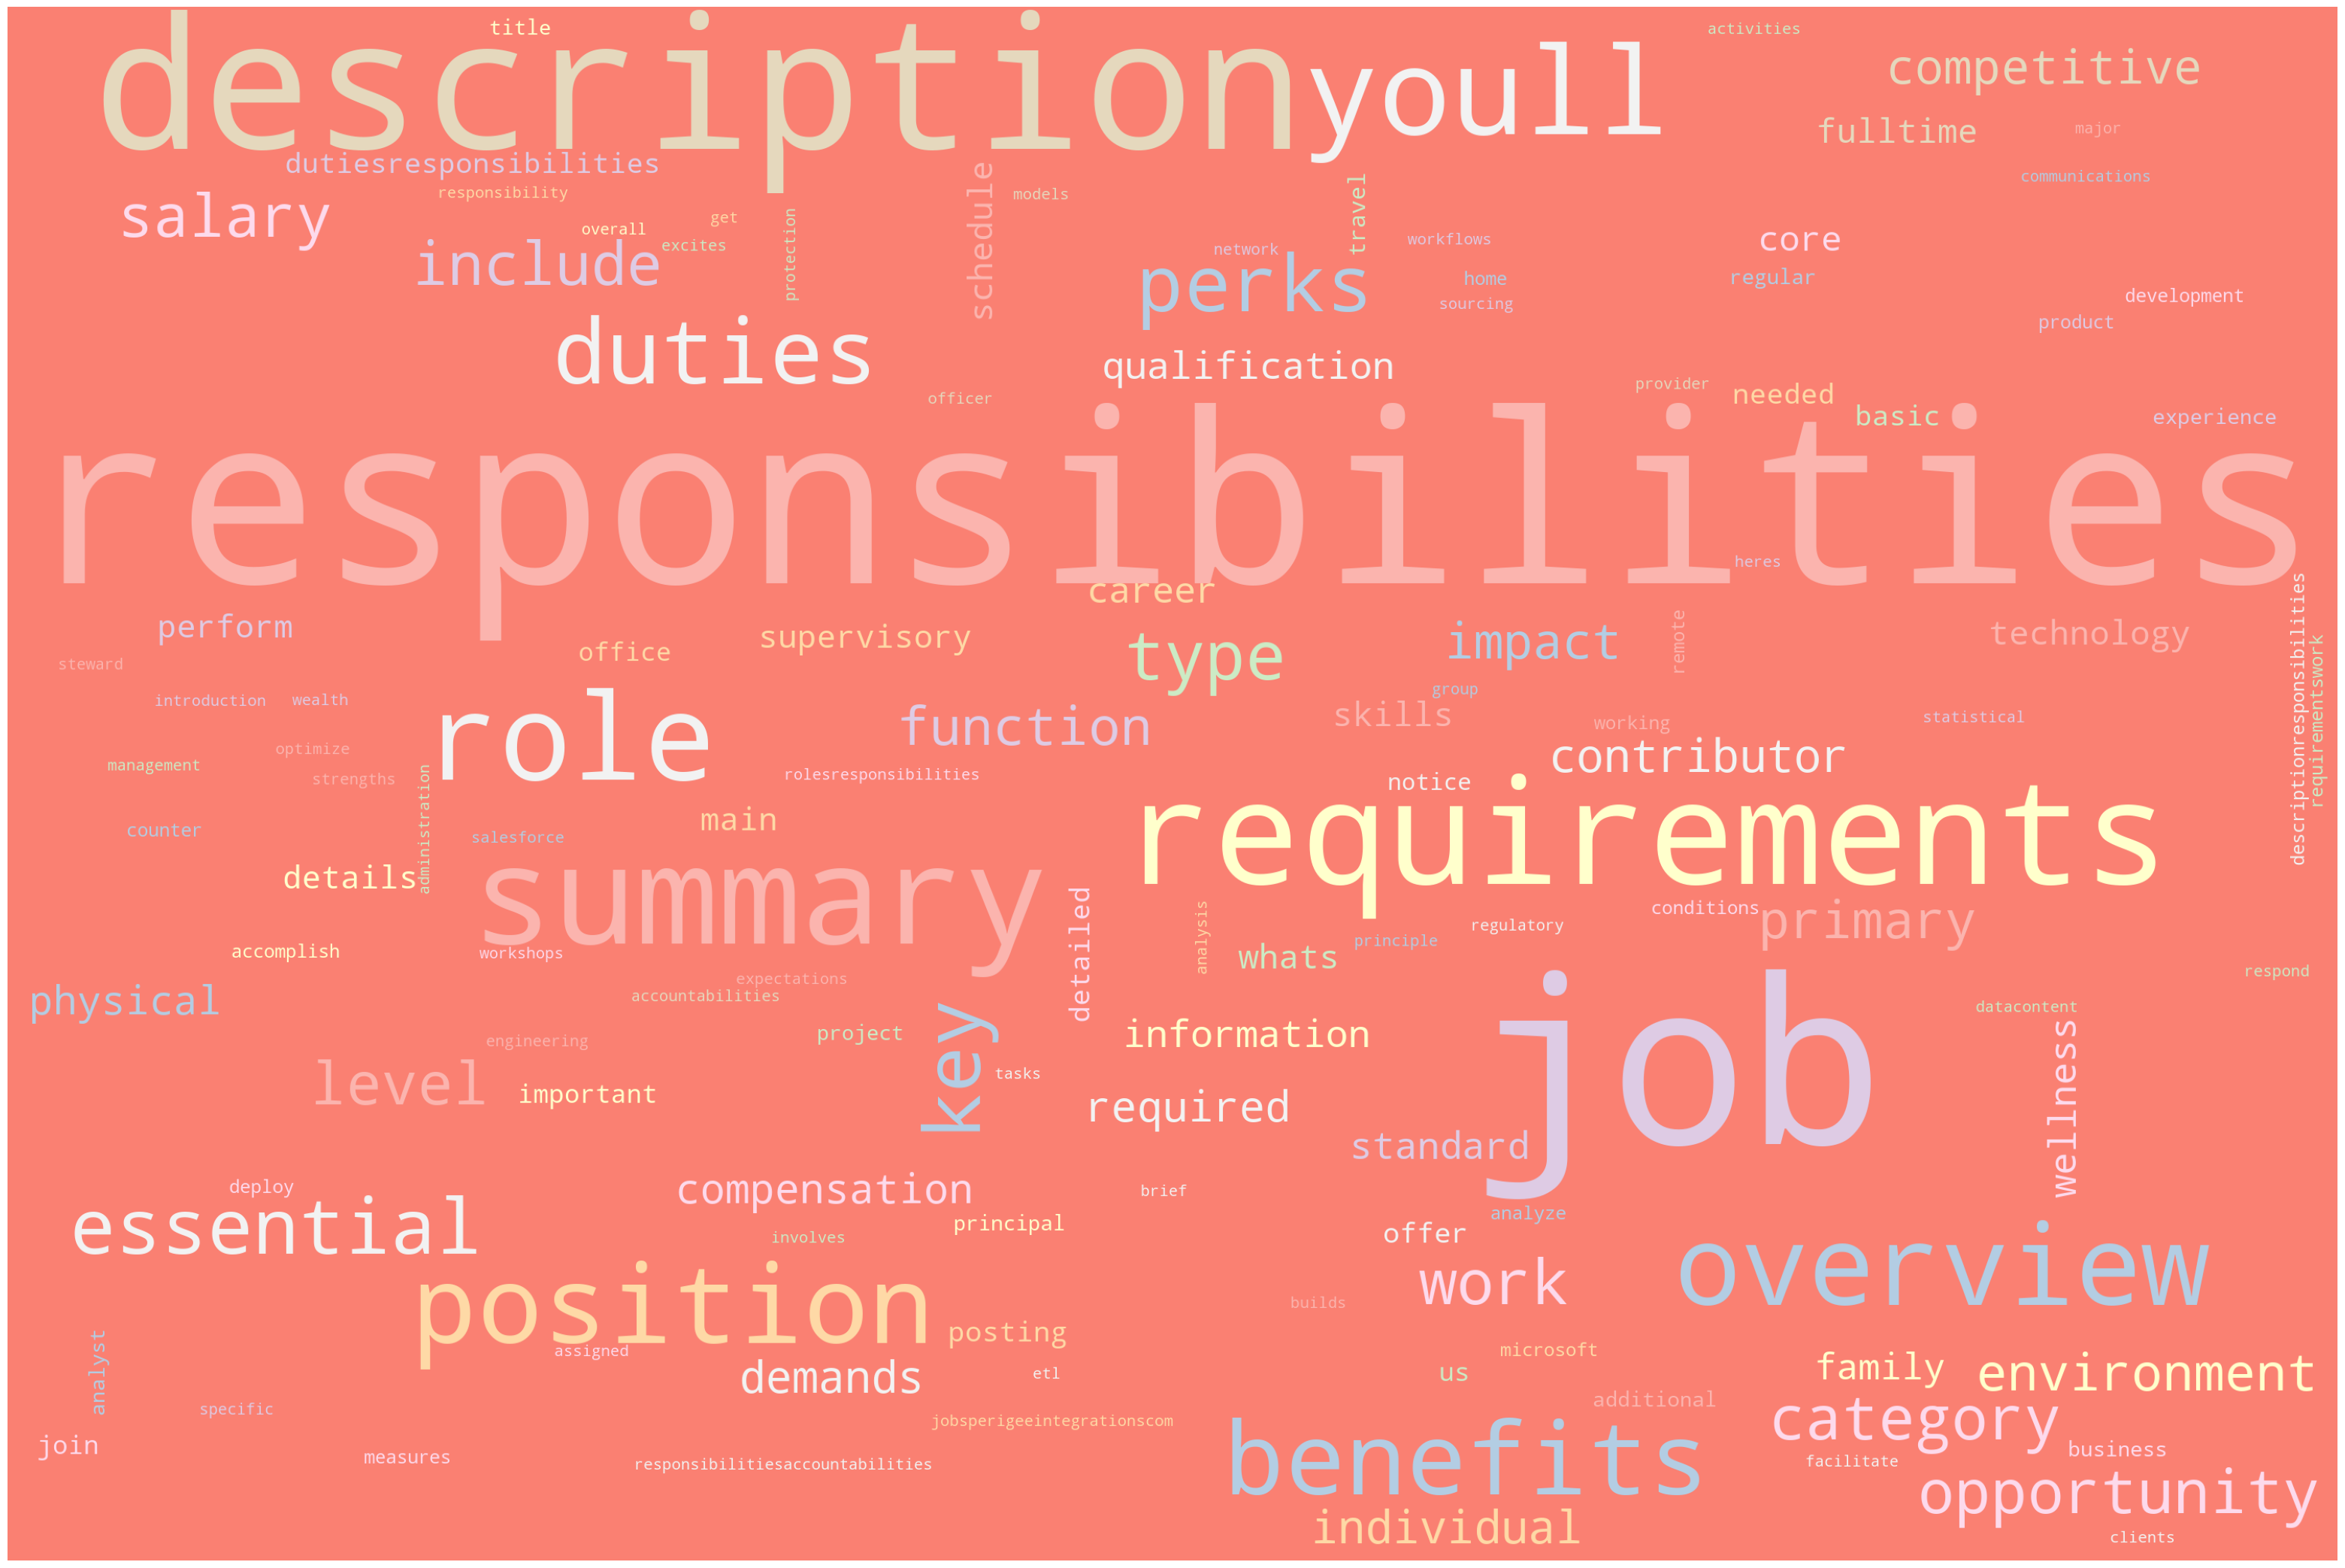 title
activities
description
youll
competitive
fulltime
major
dutiesresponsibilities
communications
responsibility
models
salary
schedule
travel
get
overall
excites
protection
include
network
workflows
core
perks
home
regular
sourcing
development
product
duties
qualification
provider
needed
officer
basic
experience
responsibilities
heres
career
perform
supervisory
office
type
impact
remote
technology
descriptionresponsibilities
requirementswork
steward
introduction
wealth
role
function
group
skills
working
statistical
optimize
management
strengths
administration
rolesresponsibilities
contributor
notice
counter
main
salesforce
requirements
details
summary
detailed
analysis
conditions
primary
regulatory
principle
accomplish
workshops
whats
expectations
accountabilities
respond
physical
datacontent
project
key
information
job
engineering
level
important
tasks
required
wellness
standard
deploy
compensation
brief
essential
principal
involves
analyze
offer
overview
work
position
builds
posting
analyst
assigned
microsoft
demands
etl
us
family
environment
specific
additional
jobsperigeeintegrationscom
category
join
measures
responsibilitiesaccountabilities
benefits
business
facilitate
opportunity
individual
clients